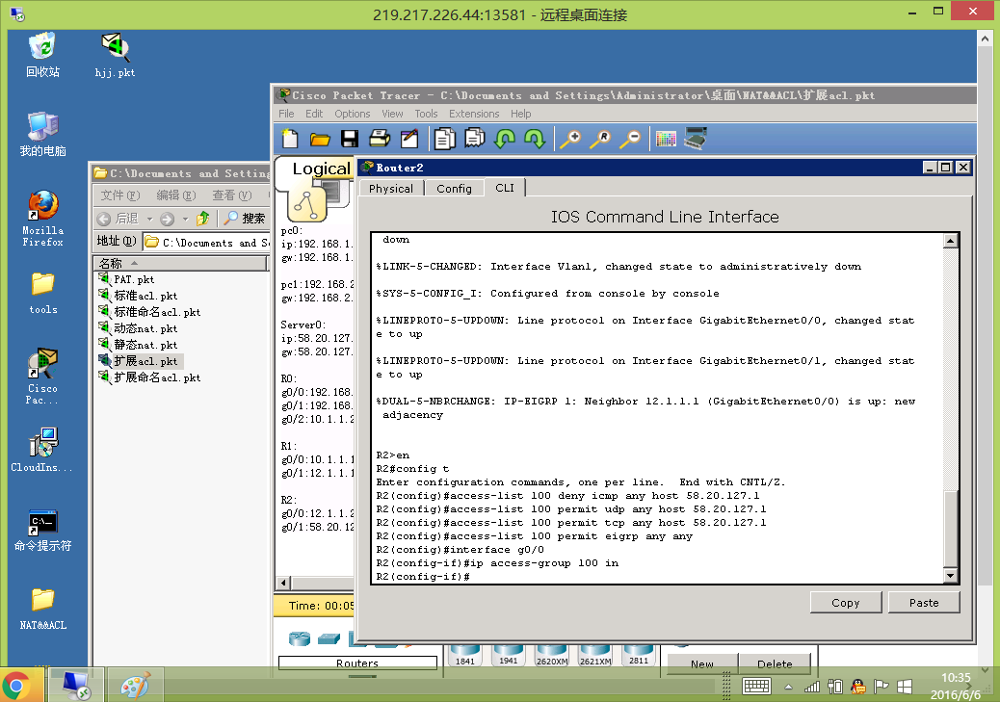 219.217.226.44:13581 - 远程桌面连接
回收站
hjj.pkt
我的电脑
Mozilla
Firefox
tools
Cisco
Pac...
CloudIns...
命令提示符
NAT&&ACL
C:\Documents and Setting
文件(F) 编辑(E) 查看(V)
后退 搜索
地址(D) C:\Documents and Se
名称
PAT.pkt
标准acl.pkt
标准命名acl.pkt
动态nat.pkt
静态nat.pkt
扩展acl.pkt
扩展命名acl.pkt
Cisco Packet Tracer - C:\Documents and Settings\Administrator\桌面\NAT&&ACL\扩展acl.pkt
File Edit Options View Tools Extensions Help
Logical
pc0:
ip:192.168.1.
gw:192.168.1.
pc1:192.168.2
gw:192.168.2.
Server0:
ip:58.20.127.
gw:58.20.127.
R0:
g0/0:192.168.
g0/1:192.168.
g0/2:10.1.1.2
R1:
g0/0:10.1.1.1
g0/1:12.1.1.1
R2:
g0/0:12.1.1.2
g0/1:58.20.12
Time: 00:05
Routers
1841 1941 2620XM 2621XM 2811
New Delete
Router2
Physical Config CLI
IOS Command Line Interface
down
%LINK-5-CHANGED: Interface Vlan1, changed state to administratively down
%SYS-5-CONFIG_I: Configured from console by console
%LINEPROTO-5-UPDOWN: Line protocol on Interface GigabitEthernet0/0, changed stat
e to up
%LINEPROTO-5-UPDOWN: Line protocol on Interface GigabitEthernet0/1, changed stat
e to up
%DUAL-5-NBRCHANGE: IP-EIGRP 1: Neighbor 12.1.1.1 (GigabitEthernet0/0) is up: new
adjacency
R2>en
R2#config t
Enter configuration commands, one per line.  End with CNTL/Z.
R2(config)#access-list 100 deny icmp any host 58.20.127.1
R2(config)#access-list 100 permit udp any host 58.20.127.1
R2(config)#access-list 100 permit tcp any host 58.20.127.1
R2(config)#access-list 100 permit eigrp any any
R2(config)#interface g0/0
R2(config-if)#ip access-group 100 in
R2(config-if)#
Copy Paste
10:35
2016/6/6